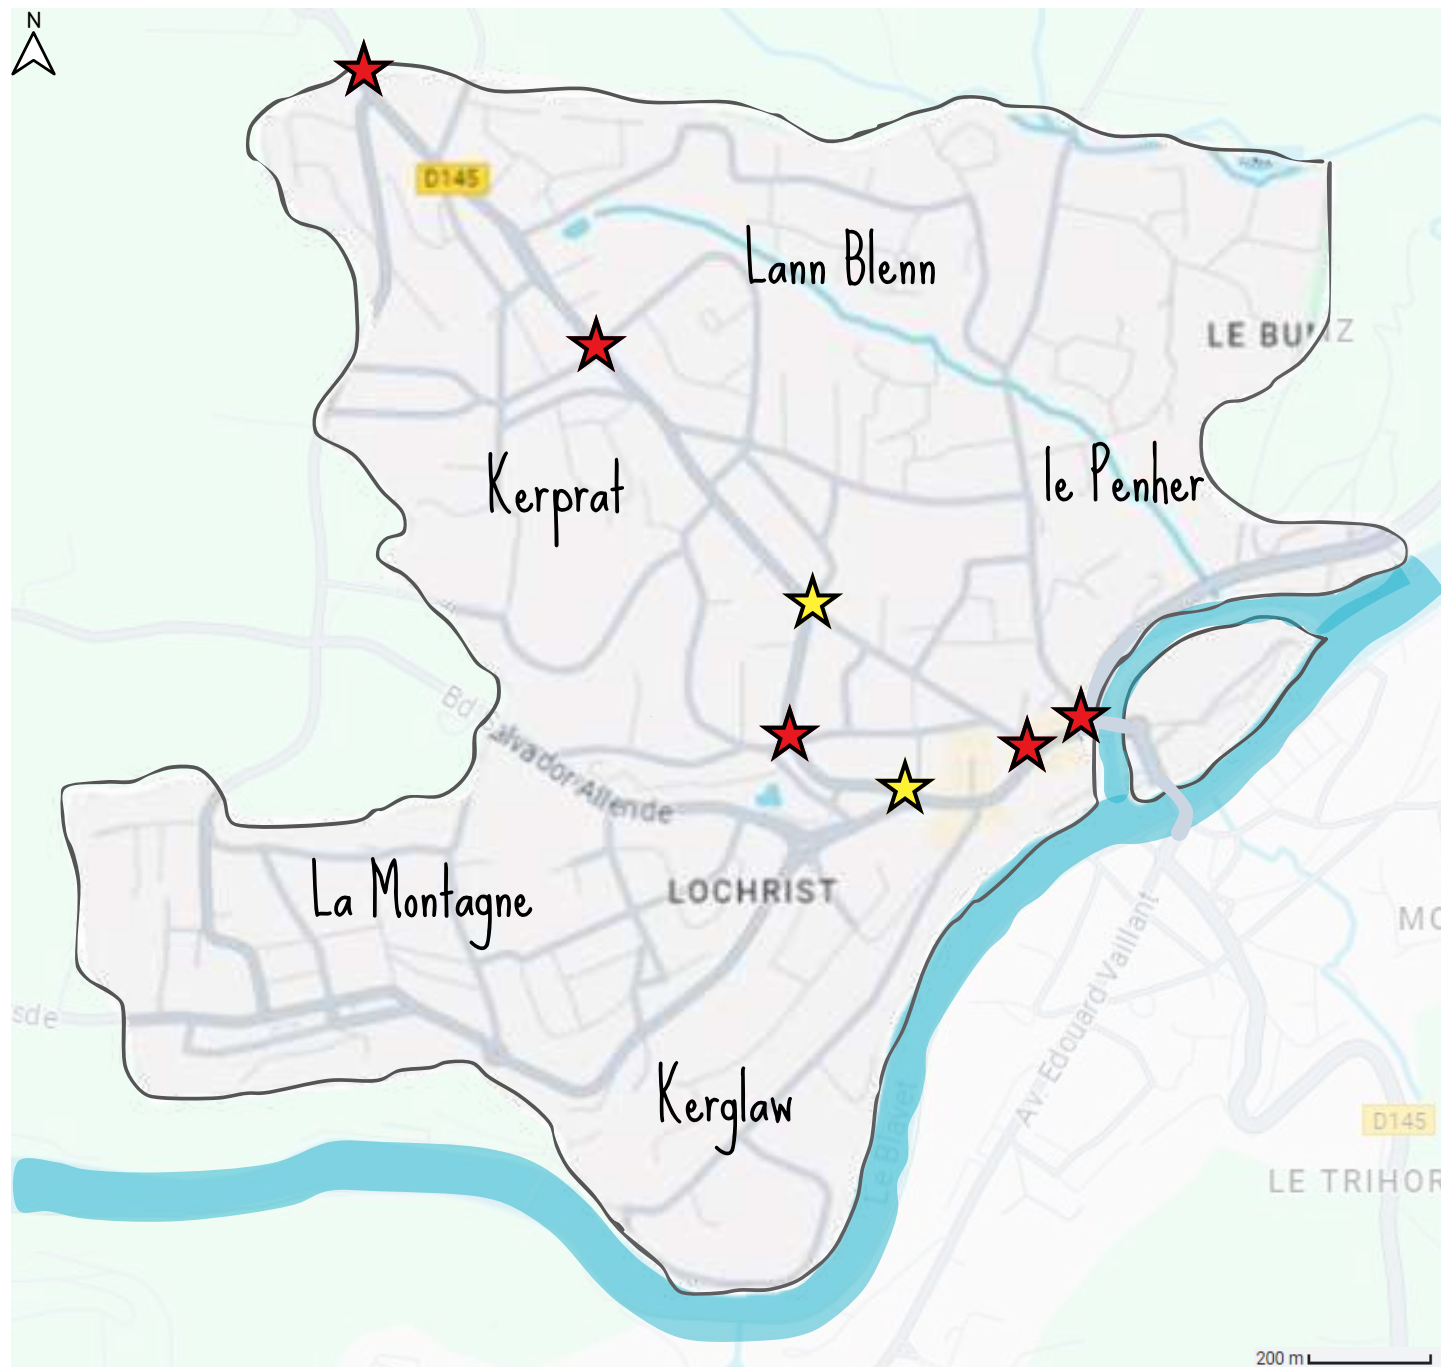 N
D145
Lann Blenn
LE BU
Z
Kerprat
le Penher
Bd Salvador Allende
La Montagne
LOCHRIST
MO
sde
Av. Edouard Vaillant
Kerglaw
Le Blavet
D145
LE TRIHOR
200 m